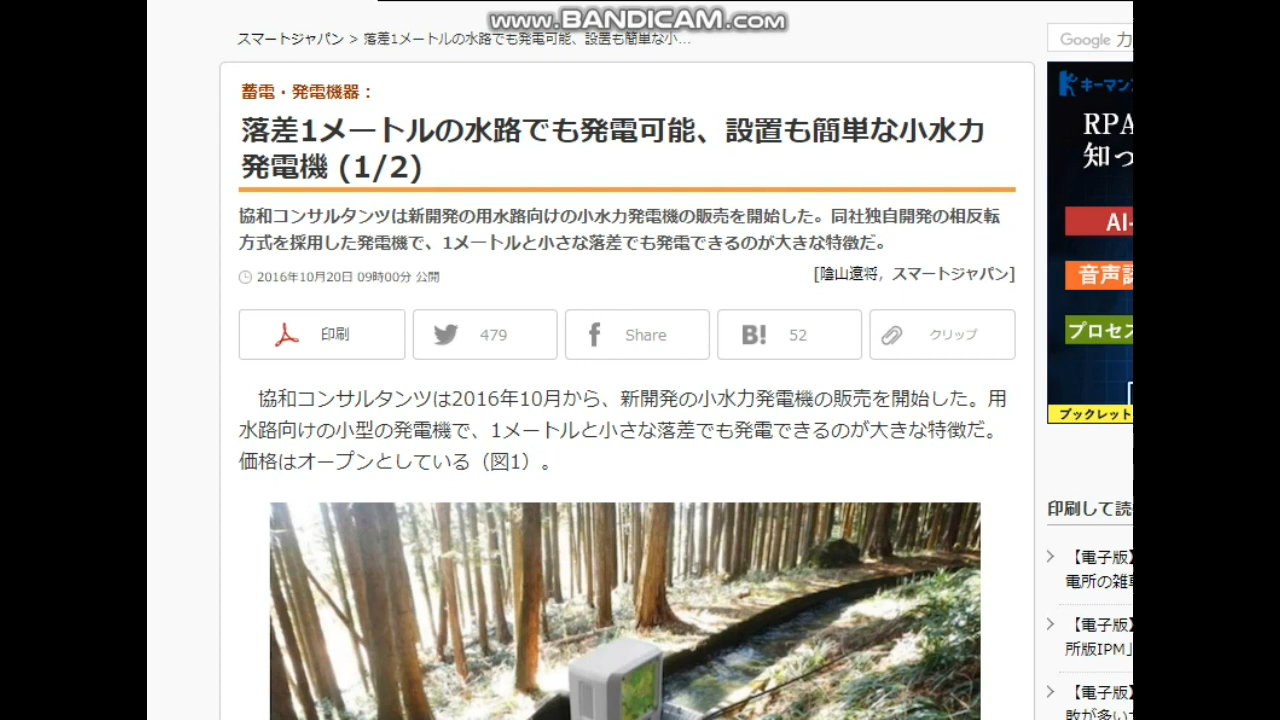 www.BANDICAM.com
スマートジャパン > 落差1メートルの水路でも発電可能、設置も簡単な小...
Google カ
蓄電・発電機器：
落差1メートルの水路でも発電可能、設置も簡単な小水力
発電機 (1/2)
協和コンサルタンツは新開発の用水路向けの小水力発電機の販売を開始した。同社独自開発の相反転
方式を採用した発電機で、1メートルと小さな落差でも発電できるのが大きな特徴だ。
2016年10月20日 09時00分 公開
[陰山遼将, スマートジャパン]
印刷
479
Share
B! 52
クリップ
協和コンサルタンツは2016年10月から、新開発の小水力発電機の販売を開始した。用
水路向けの小型の発電機で、1メートルと小さな落差でも発電できるのが大きな特徴だ。
価格はオープンとしている（図1）。
キーマン
RPA
知っ
AI-
音声認
プロセス
ブックレット
印刷して読
【電子版】
電所の雑草
【電子版】
所版IPM」
【電子版】
敗が多い